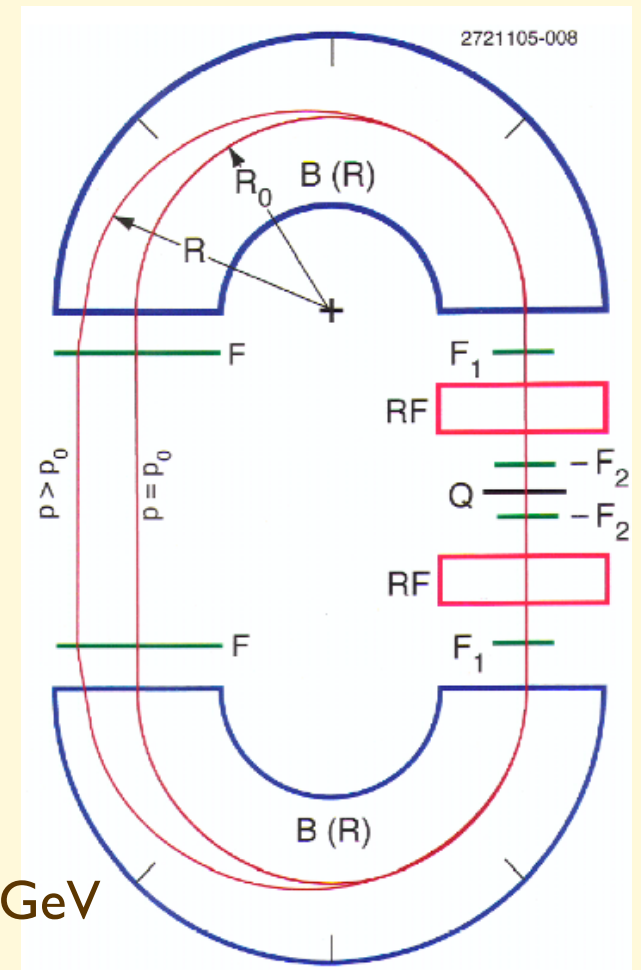 2721105-008
B (R)
R₀
R
F
F₁
RF
p > p₀
p = p₀
– F₂
Q
– F₂
RF
F
F₁
B (R)
GeV